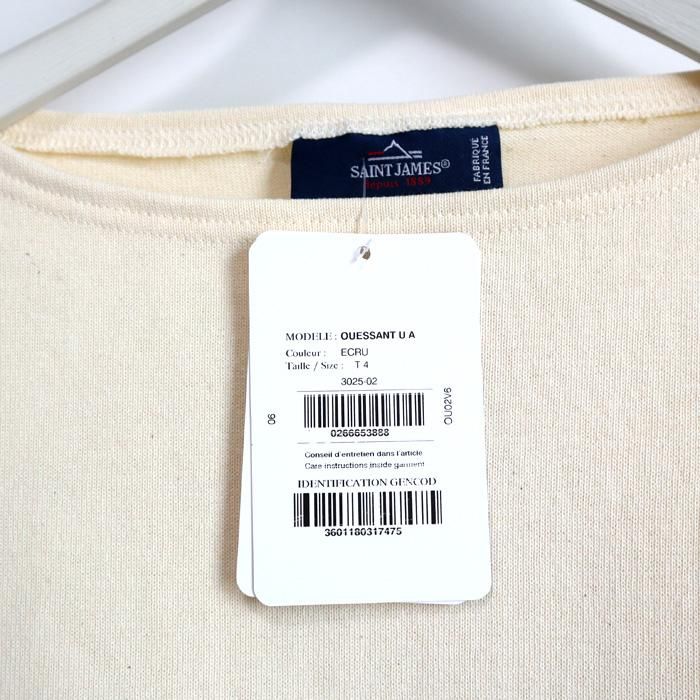 SAINT JAMES®
depuis 1889
FABRIQUÉ
EN FRANCE
MODELE : OUESSANT U A
Couleur : ECRU
Taille / Size : T 4
3025-02
06
OU02V6
0266653888
Conseil d'entretien dans l'article
Care instructions inside garment
IDENTIFICATION GENCOD
3601180317475